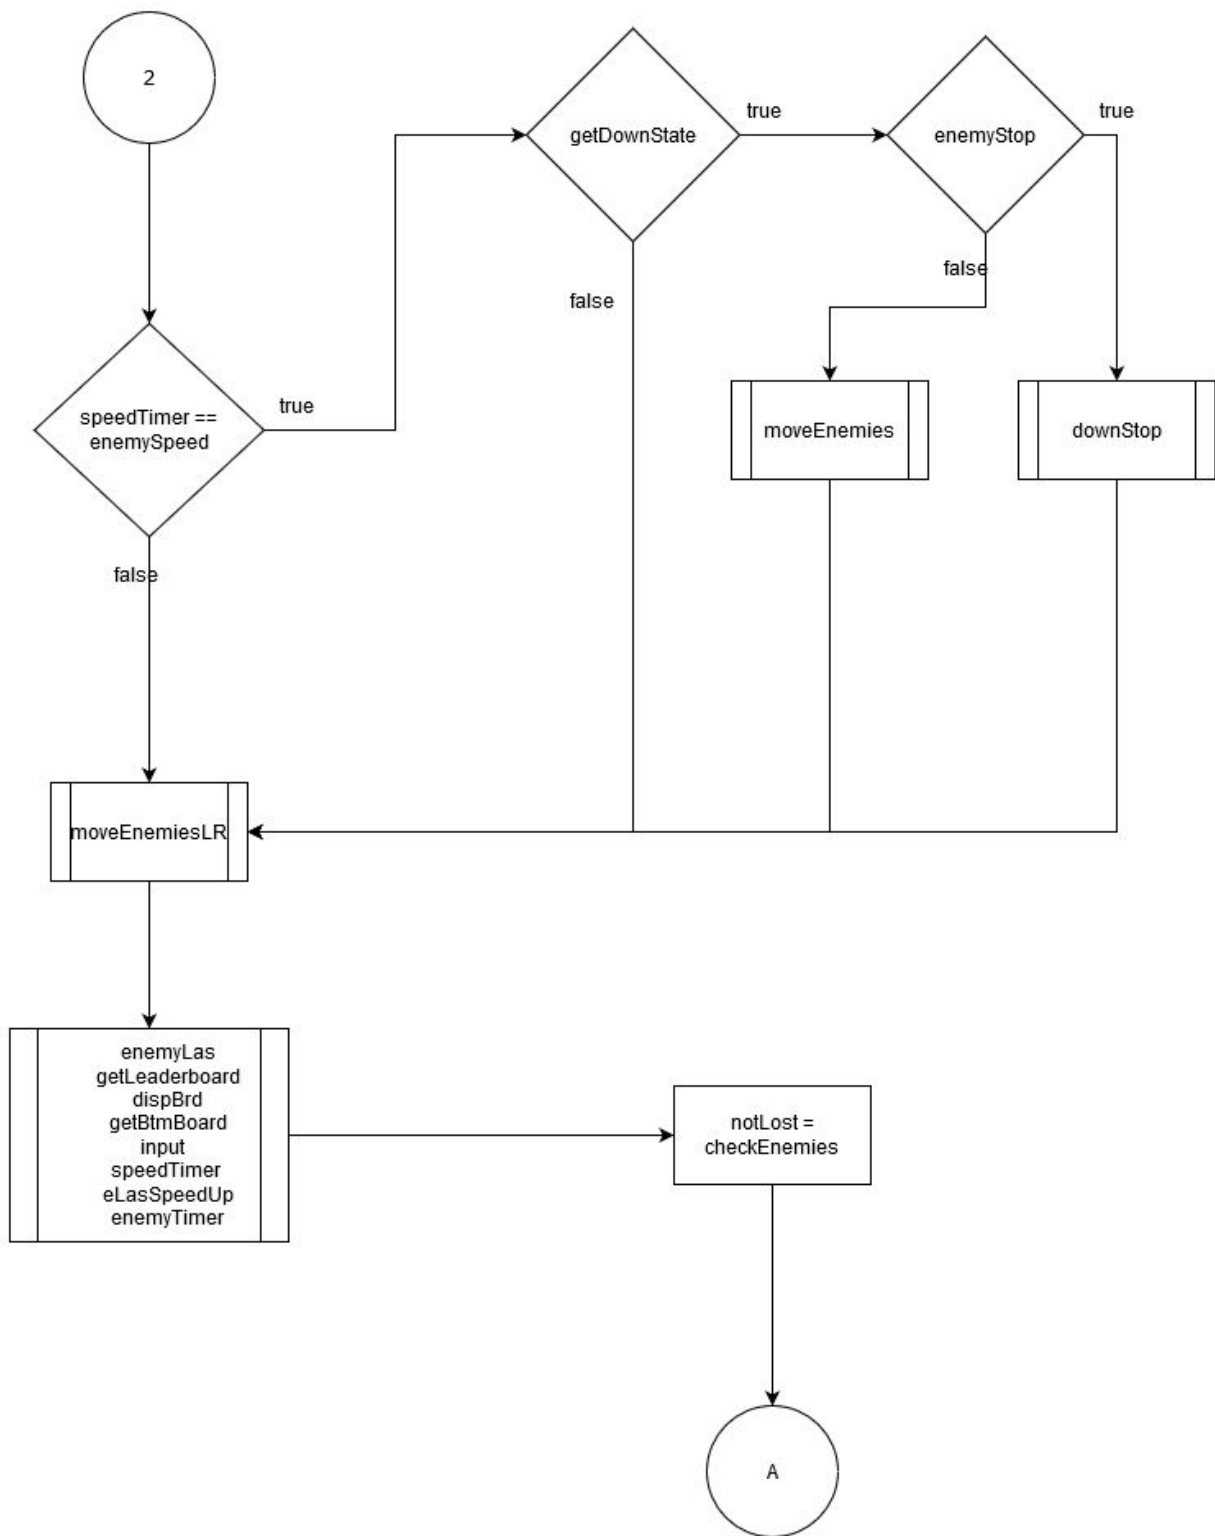 2
getDownState
true
enemyStop
true
false
false
speedTimer ==
enemySpeed
true
moveEnemies
downStop
false
moveEnemiesLR
enemyLas
getLeaderboard
dispBrd
getBtmBoard
input
speedTimer
eLasSpeedUp
enemyTimer
notLost =
checkEnemies
A